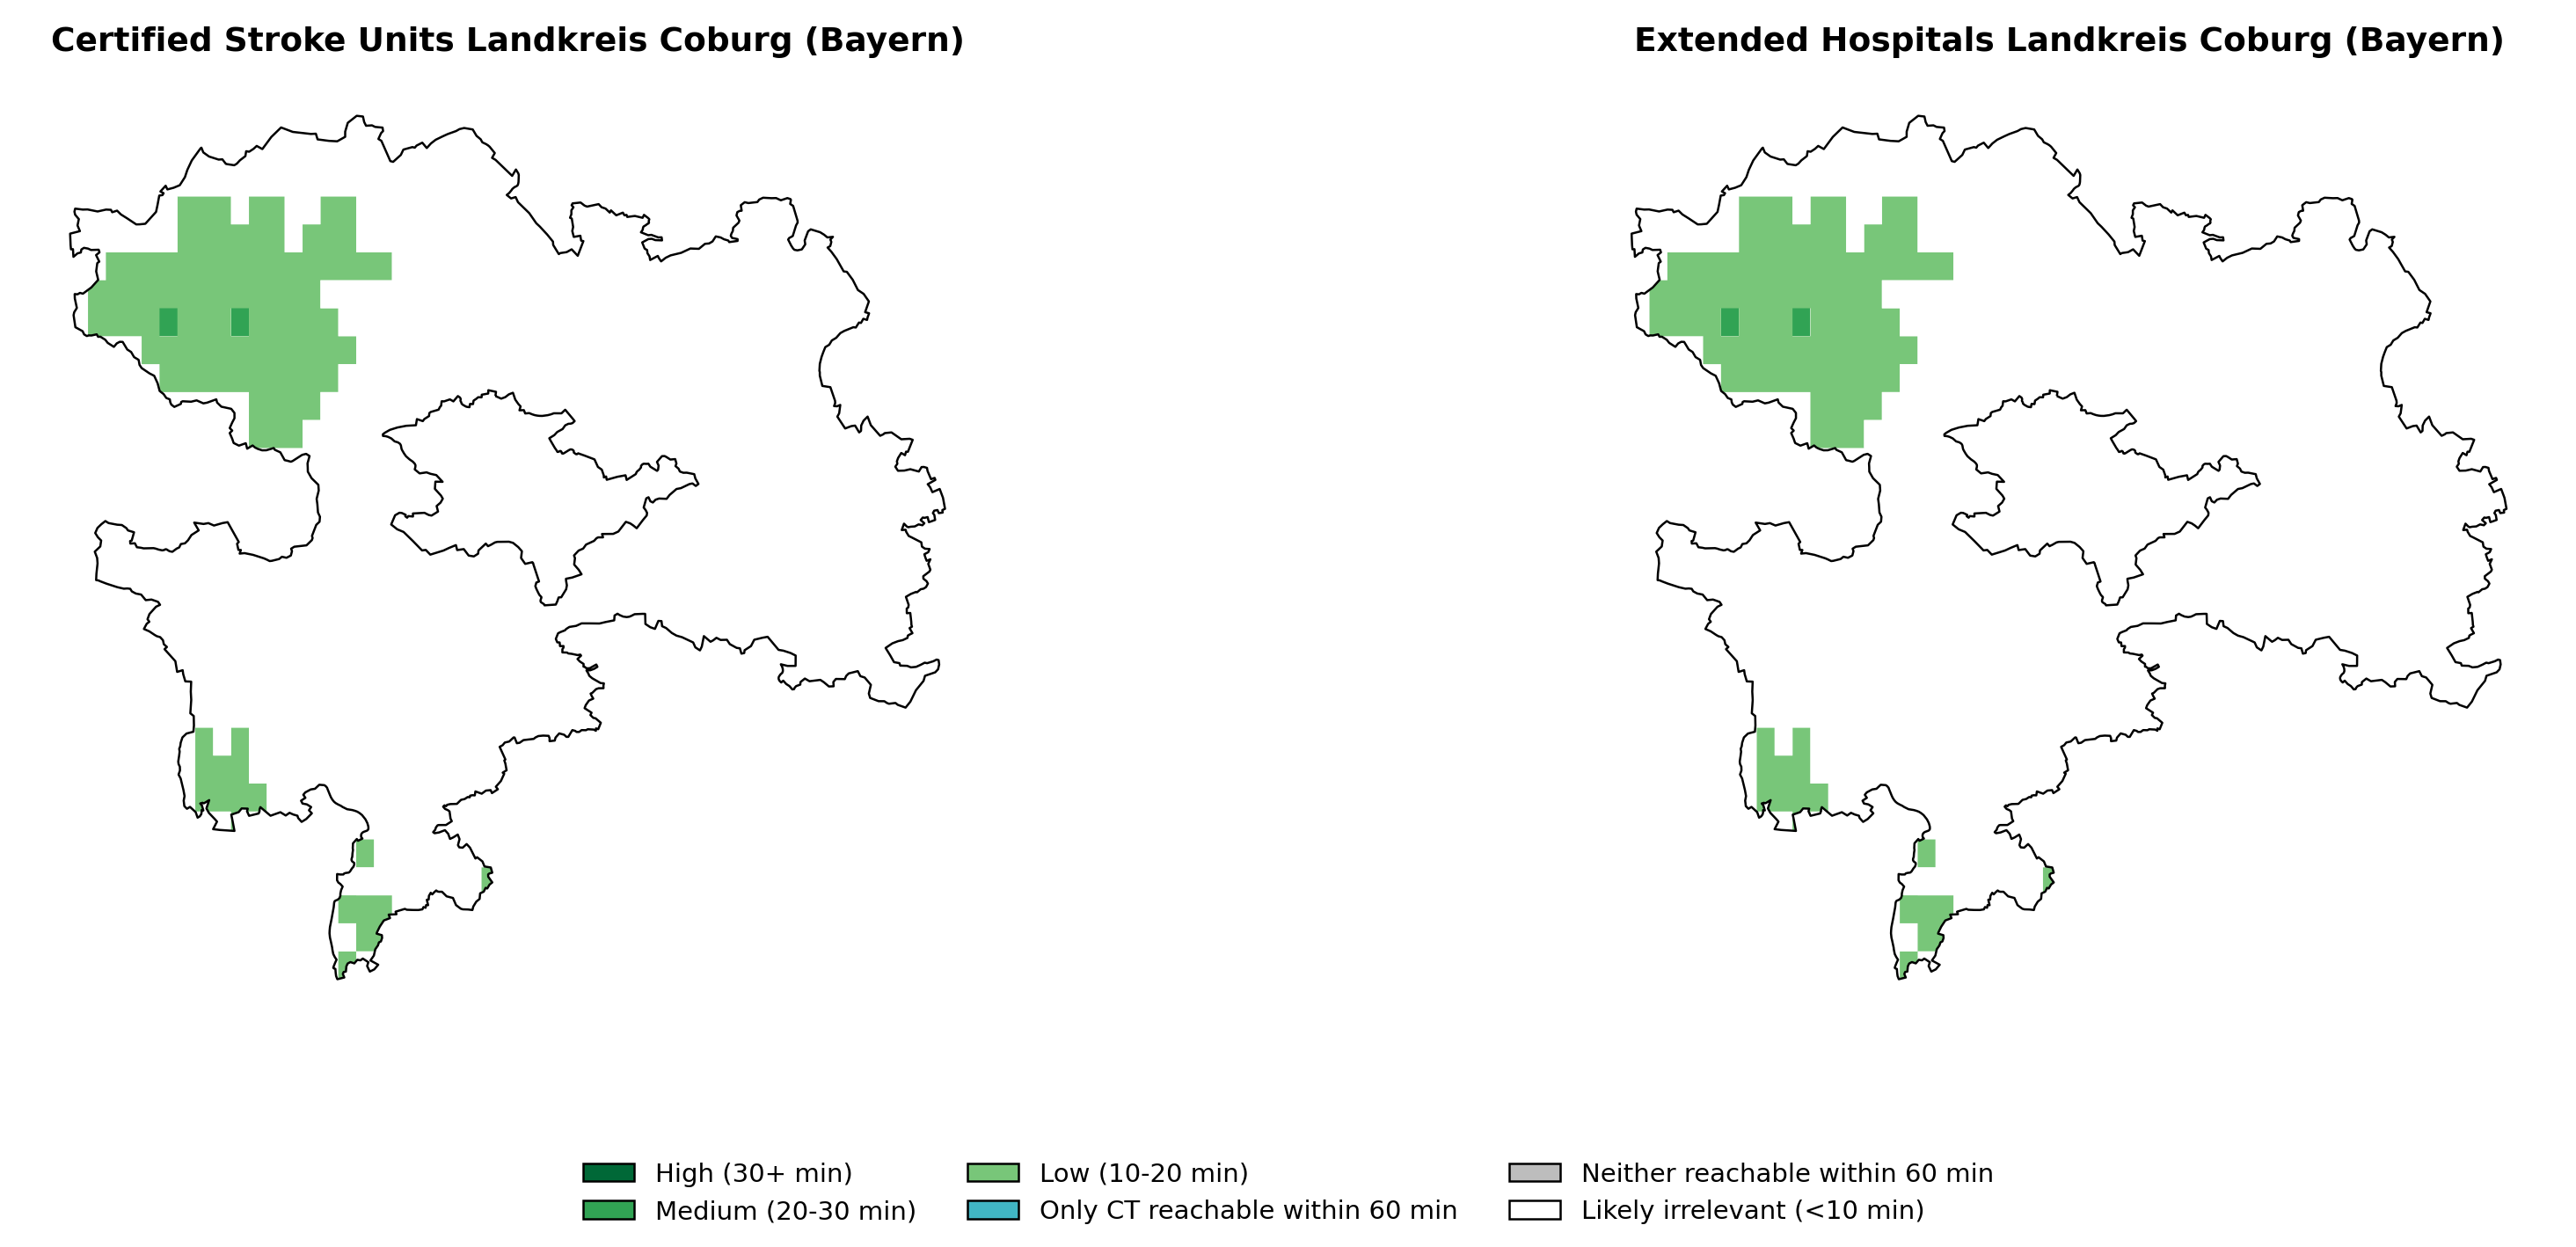 Certified Stroke Units Landkreis Coburg (Bayern)
Extended Hospitals Landkreis Coburg (Bayern)
High (30+ min)
Medium (20-30 min)
Low (10-20 min)
Only CT reachable within 60 min
Neither reachable within 60 min
Likely irrelevant (<10 min)